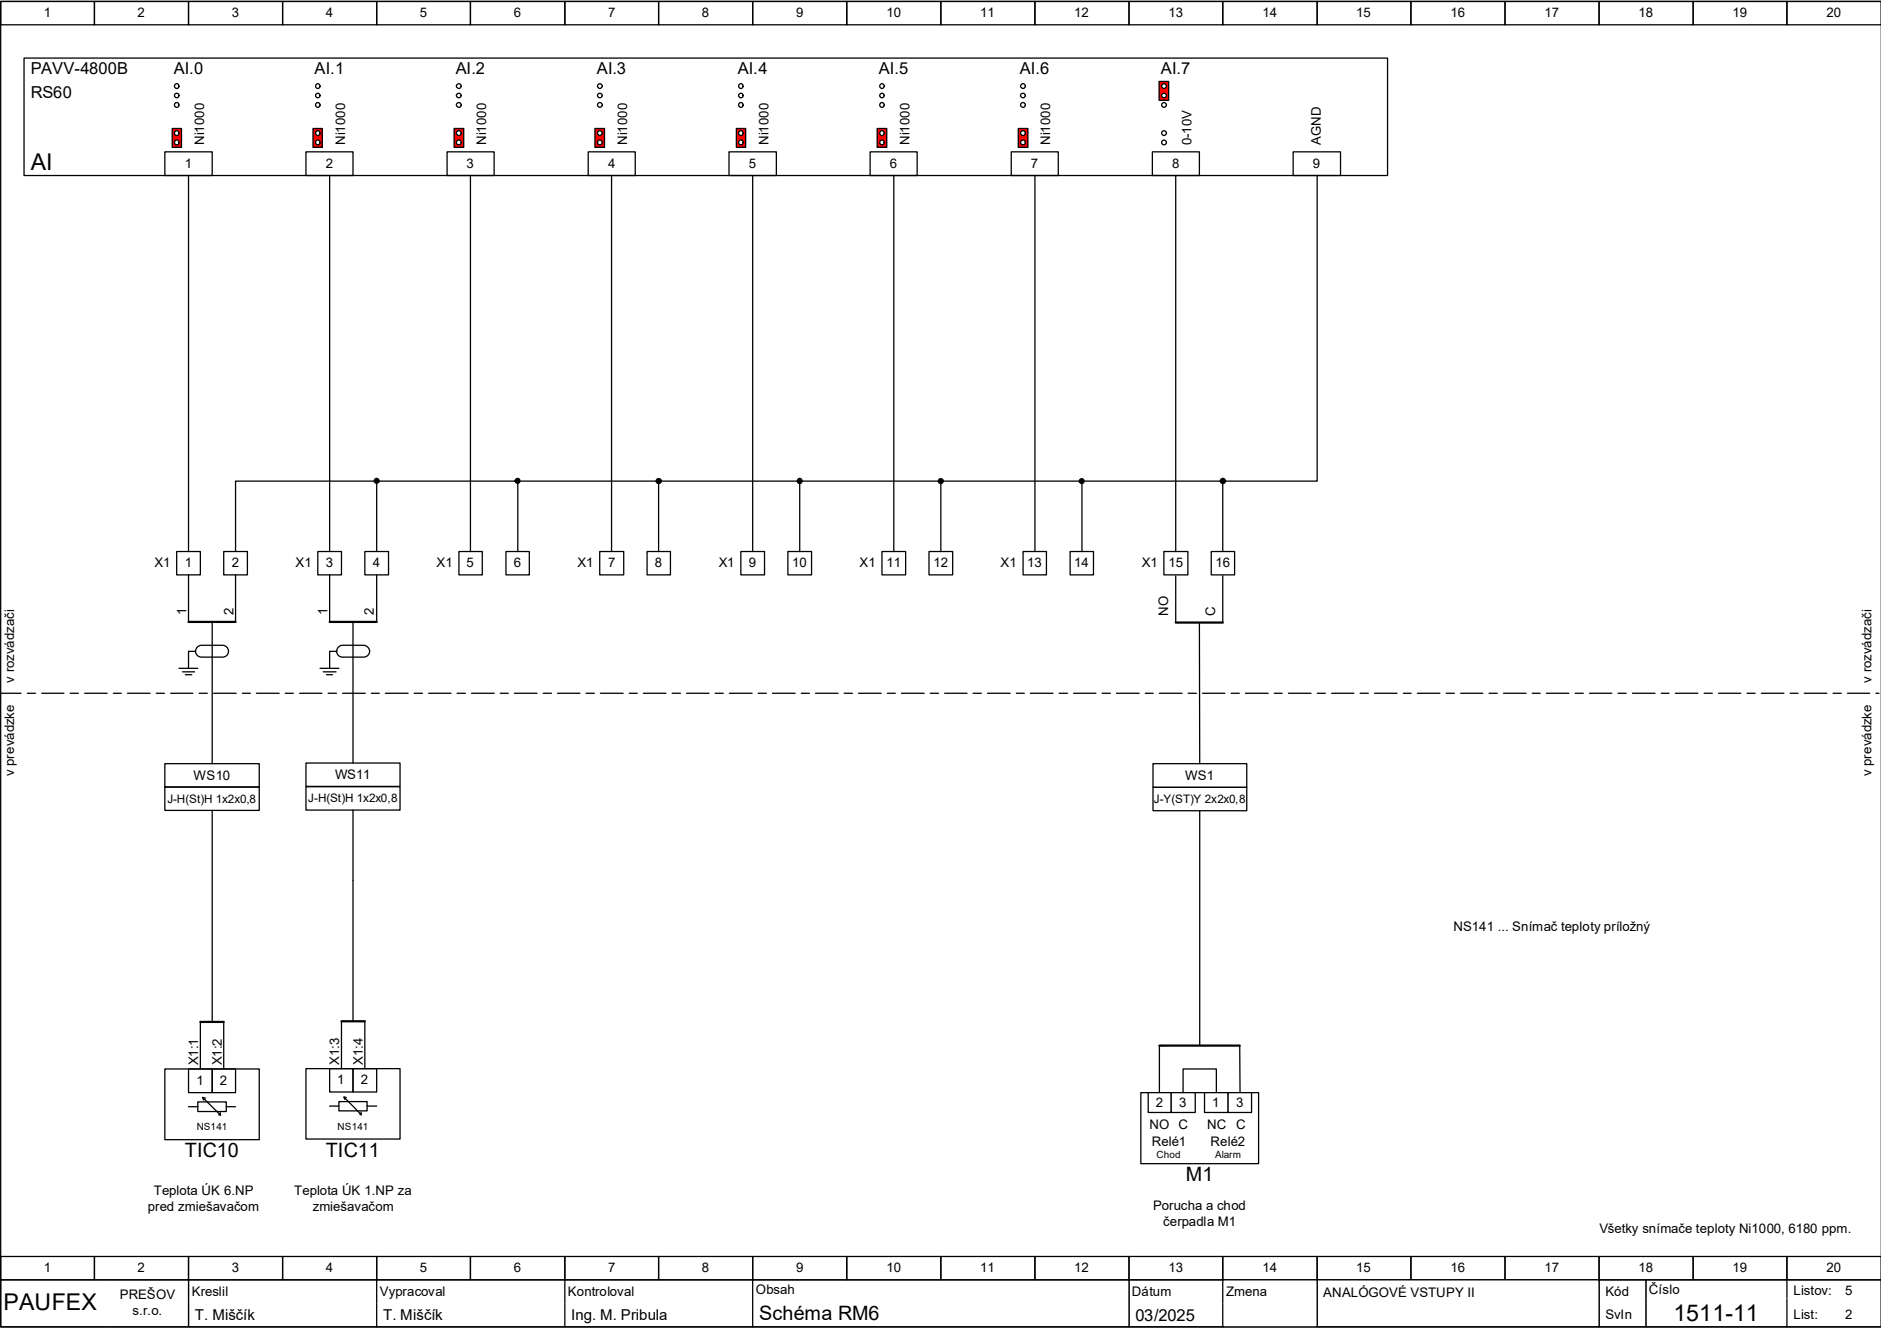 1 2 3 4 5 6 7 8 9 10 11 12 13 14 15 16 17 18 19 20
PAVV-4800B AI.0 AI.1 AI.2 AI.3 AI.4 AI.5 AI.6 AI.7
RS60
Ni1000 Ni1000 Ni1000 Ni1000 Ni1000 Ni1000 Ni1000 0-10V AGND
AI 1 2 3 4 5 6 7 8 9
X1 1 2 X1 3 4 X1 5 6 X1 7 8 X1 9 10 X1 11 12 X1 13 14 X1 15 16
1 2 1 2 NO C
v rozvádzači
v rozvádzači
v prevádzke
v prevádzke
WS10 WS11 WS1
J-H(St)H 1x2x0,8 J-H(St)H 1x2x0,8 J-Y(ST)Y 2x2x0,8
NS141 ... Snímač teploty príložný
X1:1 X1:2 X1:3 X1:4
1 2 1 2
NS141 NS141
TIC10 TIC11
2 3 1 3
NO C NC C
Relé1 Relé2
Chod Alarm
M1
Teplota ÚK 6.NP
pred zmiešavačom
Teplota ÚK 1.NP za
zmiešavačom
Porucha a chod
čerpadla M1
Všetky snímače teploty Ni1000, 6180 ppm.
1 2 3 4 5 6 7 8 9 10 11 12 13 14 15 16 17 18 19 20
PAUFEX
PREŠOV
s.r.o.
Kreslil
T. Miščík
Vypracoval
T. Miščík
Kontroloval
Ing. M. Pribula
Obsah
Schéma RM6
Dátum
03/2025
Zmena
ANALÓGOVÉ VSTUPY II
Kód
Svln
Číslo
1511-11
Listov: 5
List: 2